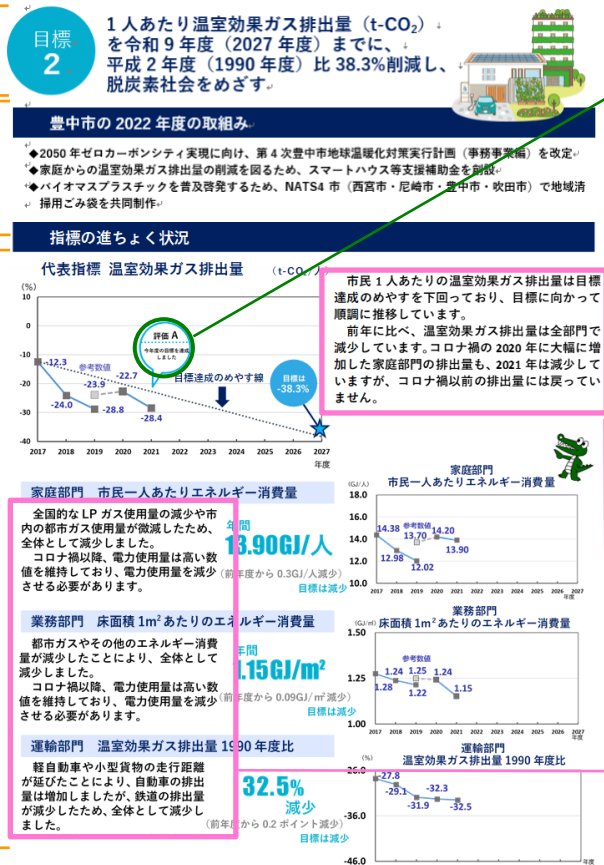 目標
2
1人あたり温室効果ガス排出量（t-CO₂）
を令和9年度（2027年度）までに、
平成2年度（1990年度）比38.3%削減し、
脱炭素社会をめざす
豊中市の2022年度の取組み
◆2050年ゼロカーボンシティ実現に向け、第4次豊中市地球温暖化対策実行計画（事務事業編）を改定
◆家庭からの温室効果ガス排出量の削減を図るため、スマートハウス等支援補助金を創設
◆バイオマスプラスチックを普及啓発するため、NATS4市（西宮市・尼崎市・豊中市・吹田市）で地域清
掃用ごみ袋を共同制作
指標の進ちょく状況
代表指標 温室効果ガス排出量 （t-CO₂/人）
(%)
10
0
-10
-20
-30
-40
2017 2018 2019 2020 2021 2022 2023 2024 2025 2026 2027
年度
-12.3
-24.0
参考数値
-23.9
-28.8
-22.7
-28.4
評価 A
今年度の目標を達成
しました
目標達成のめやす線
目標は
-38.3%
市民1人あたりの温室効果ガス排出量は目標
達成のめやすを下回っており、目標に向かって
順調に推移しています。
前年に比べ、温室効果ガス排出量は全部門で
減少しています。コロナ禍の2020年に大幅に増
加した家庭部門の排出量も、2021年は減少して
いますが、コロナ禍以前の排出量には戻ってい
ません。
家庭部門 市民一人あたりエネルギー消費量
全国的なLPガス使用量の減少や市
内の都市ガス使用量が微減したため、
全体として減少しました。
コロナ禍以降、電力使用量は高い数
値を維持しており、電力使用量を減少
させる必要があります。
年間
13.90GJ/人
（前年度から0.3GJ/人減少）
目標は減少
家庭部門
市民一人あたりエネルギー消費量
(GJ/人)
18.0
16.0
14.0
12.0
10.0
14.38
12.98
参考数値
13.70
12.02
14.20
13.90
2017 2018 2019 2020 2021 2022 2023 2024 2025 2026 2027
年度
業務部門 床面積1m²あたりのエネルギー消費量
都市ガスやその他のエネルギー消費
量が減少したことにより、全体として
減少しました。
コロナ禍以降、電力使用量は高い数
値を維持しており、電力使用量を減少
させる必要があります。
年間
1.15GJ/m²
（前年度から0.09GJ/㎡減少）
目標は減少
業務部門
床面積1m²あたりのエネルギー消費量
(GJ/㎡)
1.50
1.25
1.00
1.28
1.24
参考数値
1.25
1.22
1.24
1.15
2017 2018 2019 2020 2021 2022 2023 2024 2025 2026 2027
年度
運輸部門 温室効果ガス排出量1990年度比
軽自動車や小型貨物の走行距離
が延びたことにより、自動車の排出
量は増加しましたが、鉄道の排出量
が減少したため、全体として減少し
ました。
32.5%
減少
（前年度から0.2ポイント減少）
目標は減少
運輸部門
温室効果ガス排出量1990年度比
(%)
-26.0
-36.0
-46.0
-27.8
-29.1
-31.9
-32.3
-32.5
年度